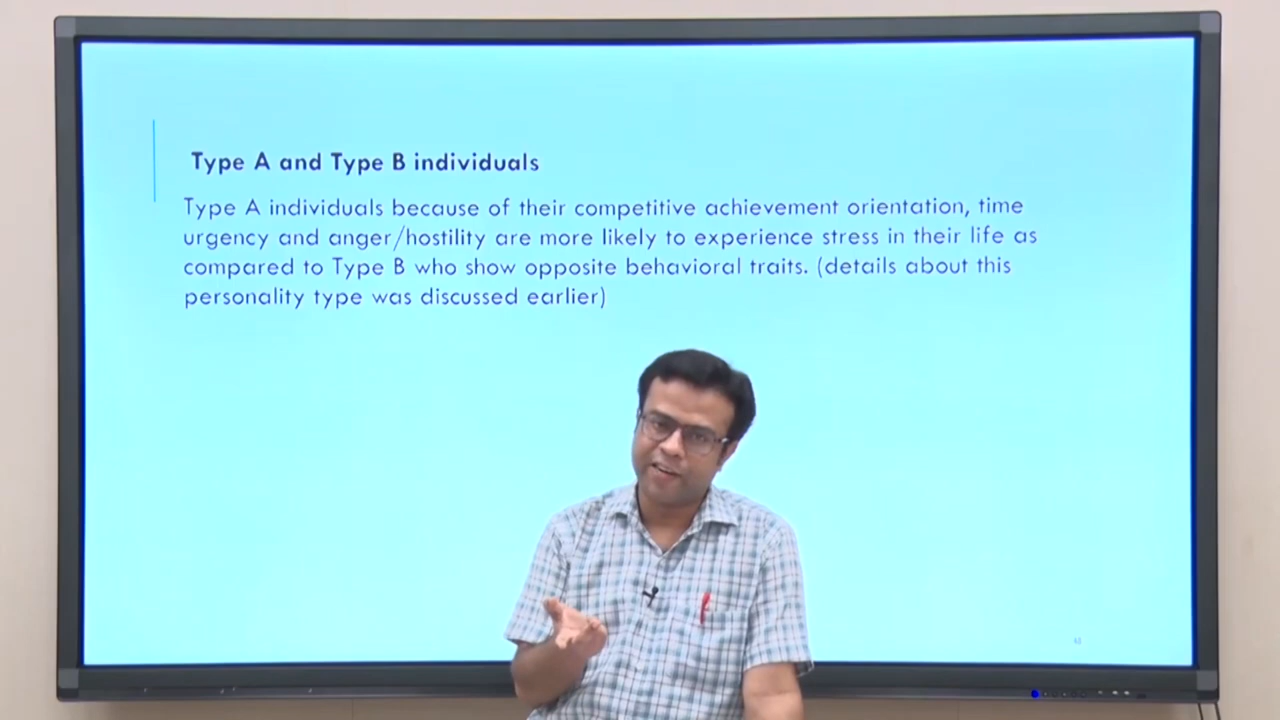 Type A and Type B individuals
Type A individuals because of their competitive achievement orientation, time
urgency and anger/hostility are more likely to experience stress in their life as
compared to Type B who show opposite behavioral traits. (details about this
personality type was discussed earlier)